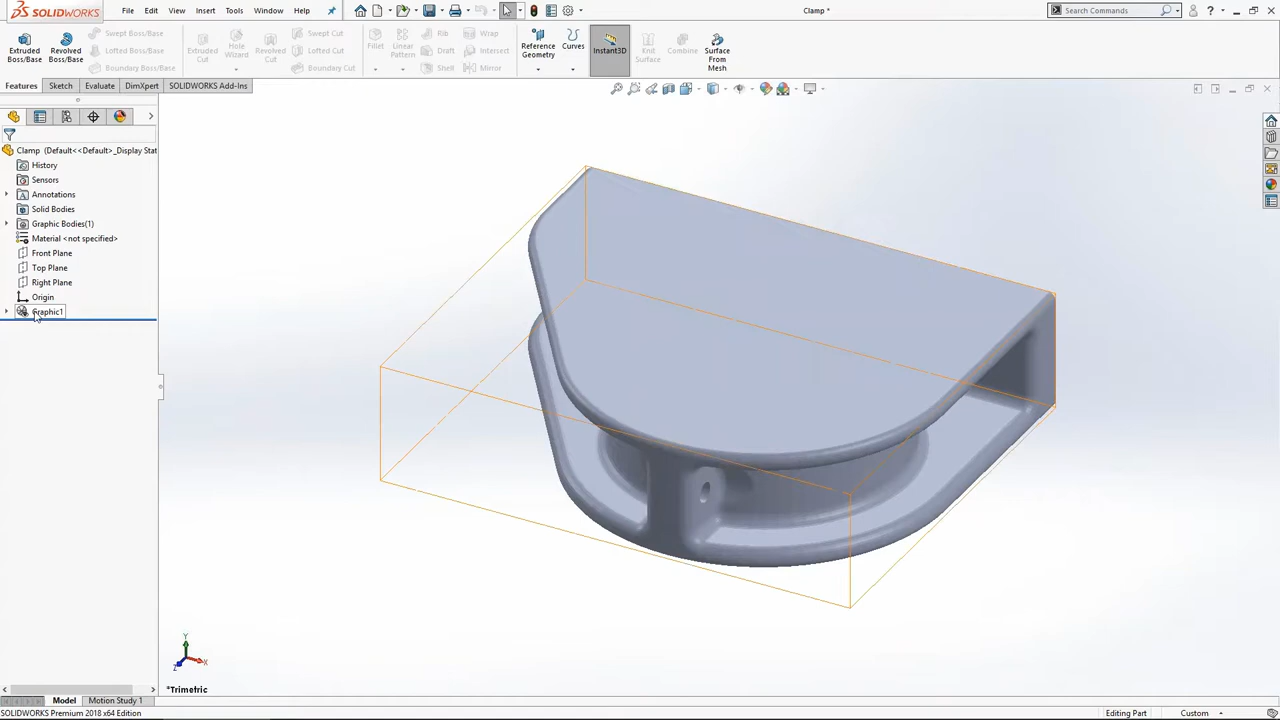 SOLIDWORKS File Edit View Insert Tools Window Help Clamp * Search Commands
Extruded Boss/Base
Revolved Boss/Base
Swept Boss/Base
Lofted Boss/Base
Boundary Boss/Base
Extruded Cut
Hole Wizard
Revolved Cut
Swept Cut
Lofted Cut
Boundary Cut
Fillet
Linear Pattern
Rib
Draft
Shell
Wrap
Intersect
Mirror
Reference Geometry
Curves
Instant3D
Knit Surface
Combine
Surface From Mesh
Features Sketch Evaluate DimXpert SOLIDWORKS Add-Ins
Clamp (Default<<Default>_Display Stat
History
Sensors
Annotations
Solid Bodies
Graphic Bodies(1)
Material <not specified>
Front Plane
Top Plane
Right Plane
Origin
Graphic1
Y
X
Z
*Trimetric
Model Motion Study 1
SOLIDWORKS Premium 2018 x64 Edition Editing Part Custom